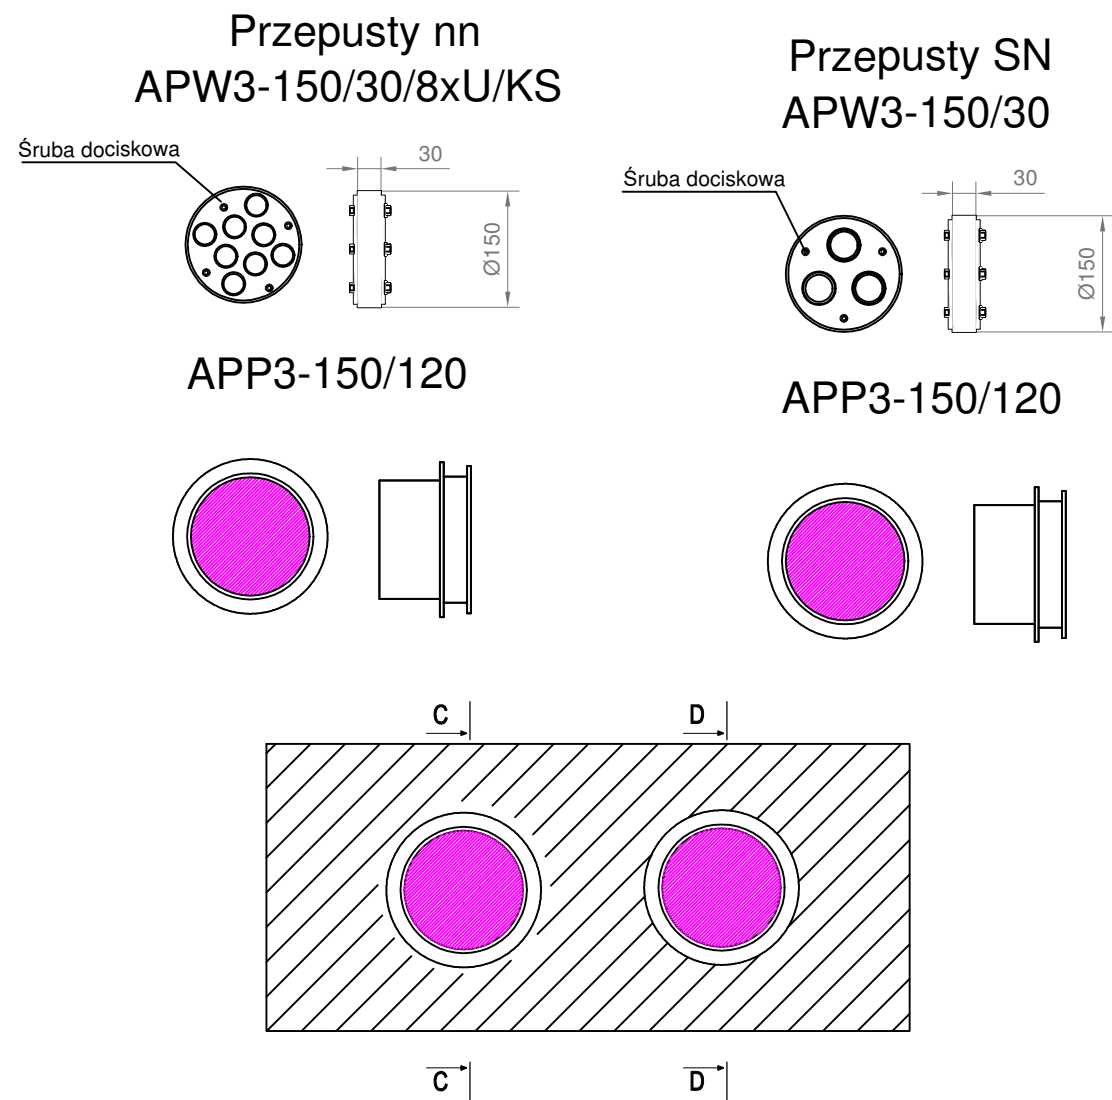 Przepusty nn
APW3-150/30/8xU/KS
Śruba dociskowa
30
Ø150
APP3-150/120
Przepusty SN
APW3-150/30
Śruba dociskowa
30
Ø150
APP3-150/120
C
D
C
D